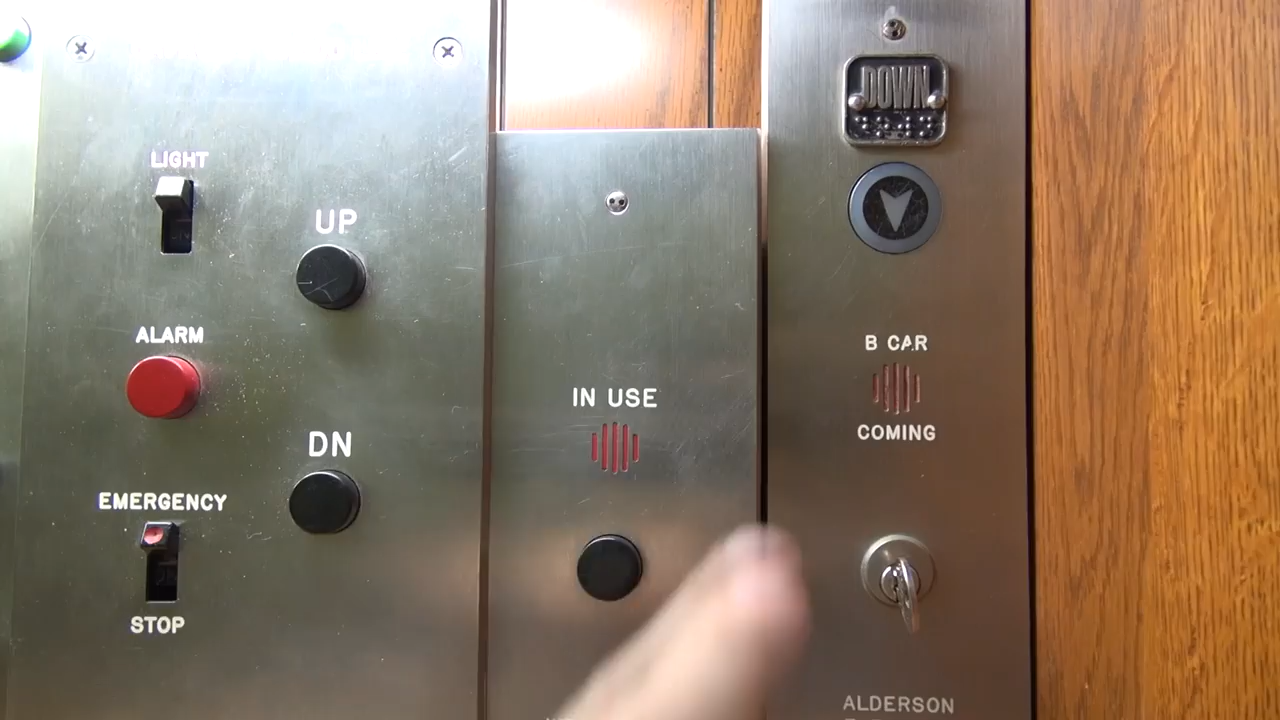 LIGHT
UP
ALARM
DN
EMERGENCY
STOP
IN USE
DOWN
B CAR
COMING
ALDERSON